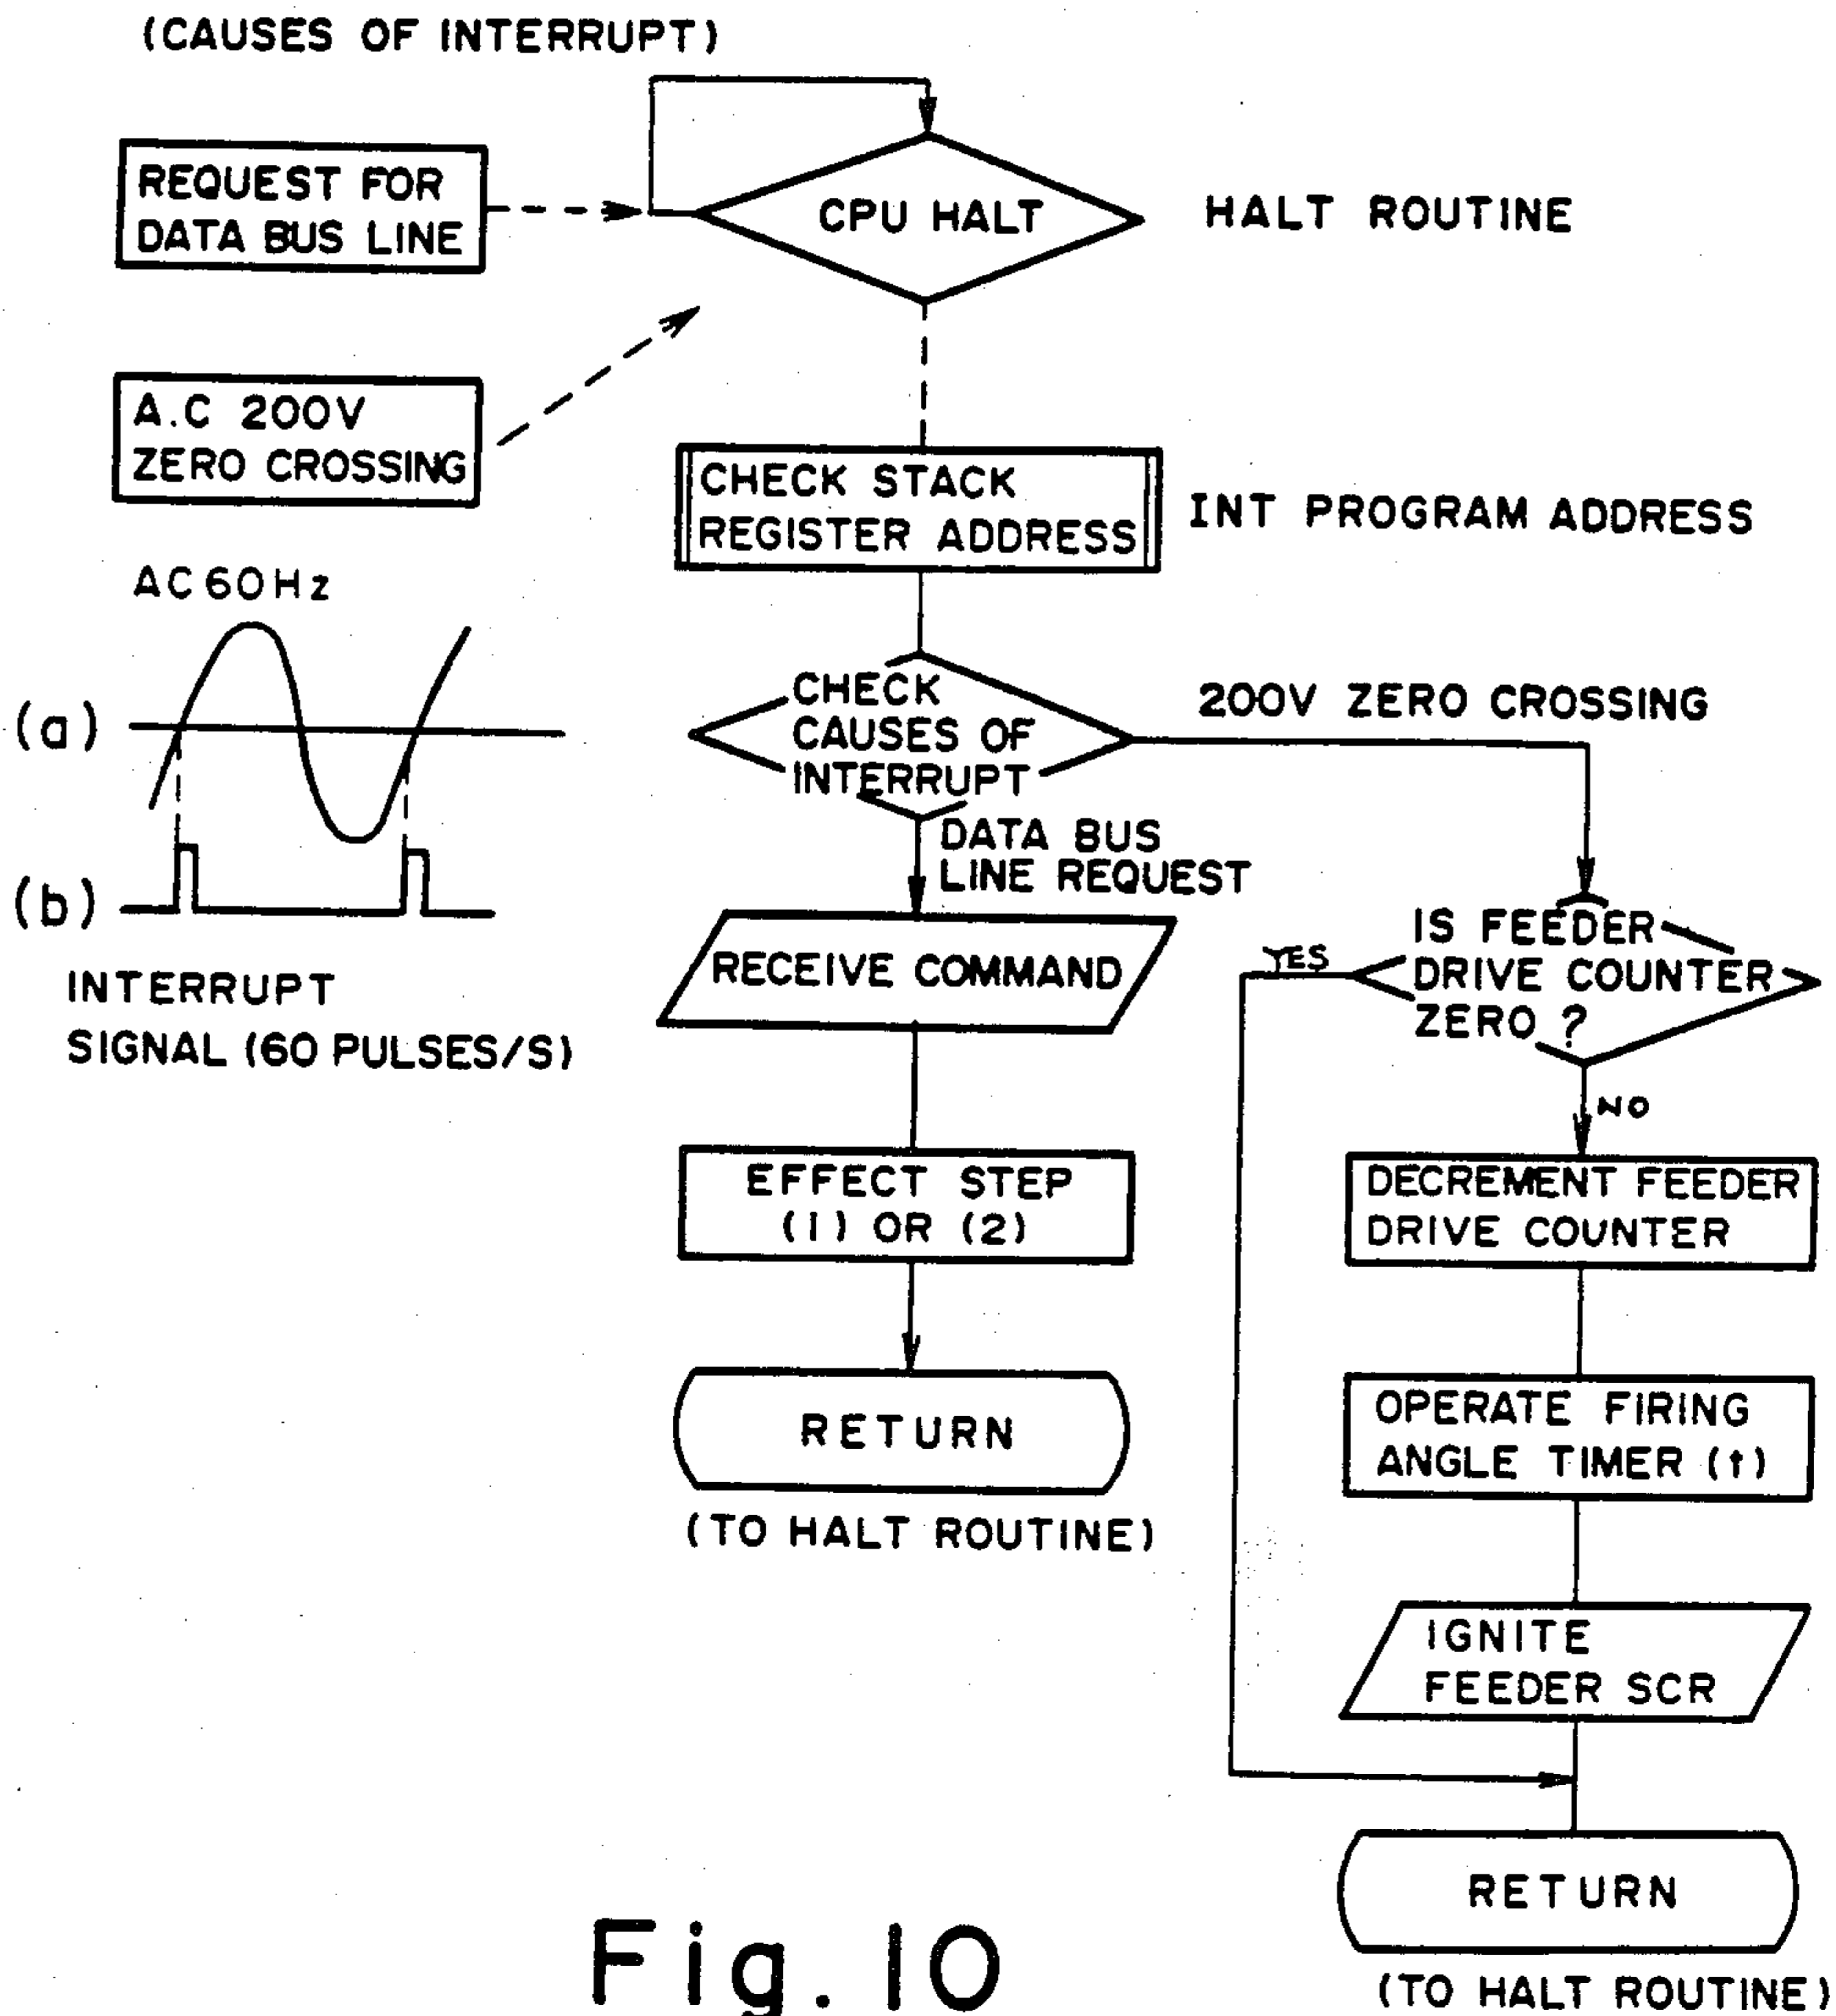 (CAUSES OF INTERRUPT)
REQUEST FOR
DATA BUS LINE
CPU HALT
HALT ROUTINE
A.C 200V
ZERO CROSSING
CHECK STACK
REGISTER ADDRESS
INT PROGRAM ADDRESS
AC60Hz
(a)
(b)
INTERRUPT
SIGNAL (60 PULSES/S)
CHECK
CAUSES OF
INTERRUPT
200V ZERO CROSSING
DATA BUS
LINE REQUEST
RECEIVE COMMAND
EFFECT STEP
(1) OR (2)
RETURN
(TO HALT ROUTINE)
IS FEEDER
DRIVE COUNTER
ZERO ?
YES
NO
DECREMENT FEEDER
DRIVE COUNTER
OPERATE FIRING
ANGLE TIMER (t)
IGNITE
FEEDER SCR
RETURN
(TO HALT ROUTINE)
Fig. 10